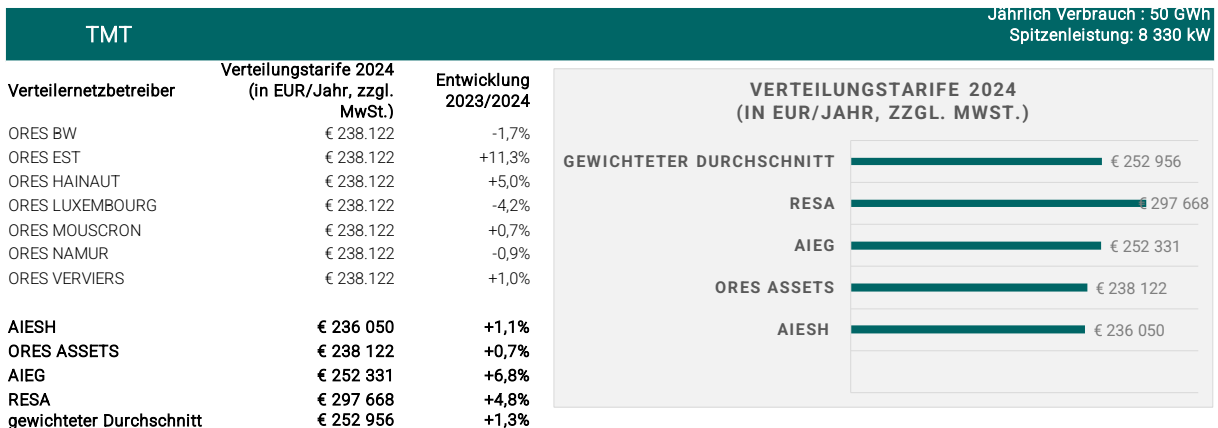 TMT
Jährlich Verbrauch : 50 GWh
Spitzenleistung: 8 330 kW
Verteilernetzbetreiber
Verteilungstarife 2024
(in EUR/Jahr, zzgl.
MwSt.)
Entwicklung
2023/2024
ORES BW € 238.122 -1,7%
ORES EST € 238.122 +11,3%
ORES HAINAUT € 238.122 +5,0%
ORES LUXEMBOURG € 238.122 -4,2%
ORES MOUSCRON € 238.122 +0,7%
ORES NAMUR € 238.122 -0,9%
ORES VERVIERS € 238.122 +1,0%
AIESH € 236 050 +1,1%
ORES ASSETS € 238 122 +0,7%
AIEG € 252 331 +6,8%
RESA € 297 668 +4,8%
gewichteter Durchschnitt € 252 956 +1,3%
VERTEILUNGSTARIFE 2024
(IN EUR/JAHR, ZZGL. MWST.)
GEWICHTETER DURCHSCHNITT € 252 956
RESA € 297 668
AIEG € 252 331
ORES ASSETS € 238 122
AIESH € 236 050